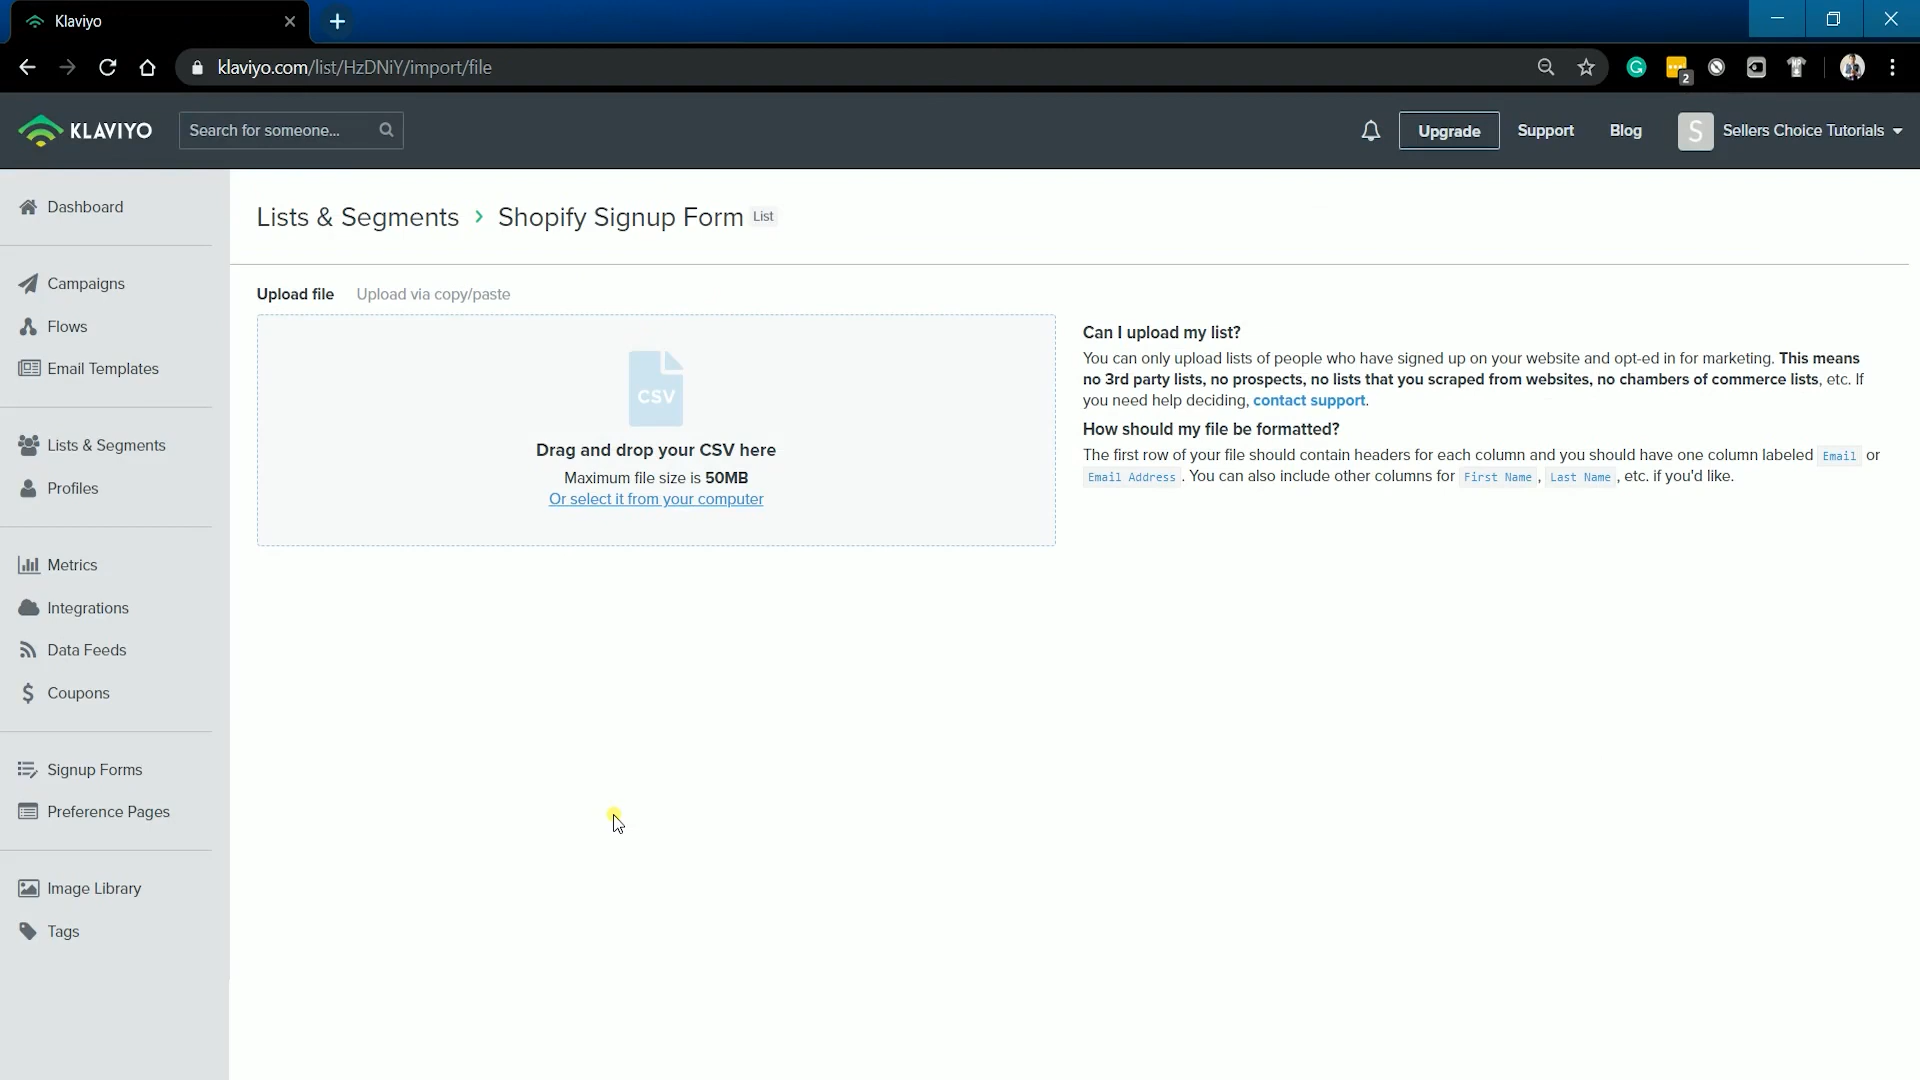 Klaviyo
klaviyo.com/list/HzDNiY/import/file
2
KLAVIYO
Search for someone...
Upgrade
Support
Blog
S
Sellers Choice Tutorials
Dashboard
Campaigns
Flows
Email Templates
Lists & Segments
Profiles
Metrics
Integrations
Data Feeds
Coupons
Signup Forms
Preference Pages
Image Library
Tags
Lists & Segments > Shopify Signup Form List
Upload file Upload via copy/paste
CSV
Drag and drop your CSV here
Maximum file size is 50MB
Or select it from your computer
Can I upload my list?
You can only upload lists of people who have signed up on your website and opt-ed in for marketing. This means
no 3rd party lists, no prospects, no lists that you scraped from websites, no chambers of commerce lists, etc. If
you need help deciding, contact support.
How should my file be formatted?
The first row of your file should contain headers for each column and you should have one column labeled Email or
Email Address . You can also include other columns for First Name , Last Name , etc. if you'd like.